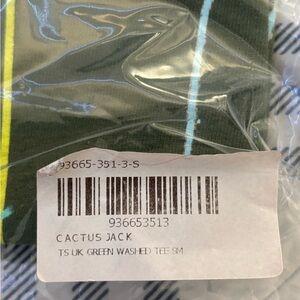 93665-351-3-S
936653513
CACTUS JACK
TS UK GREEN WASHED TEE SM